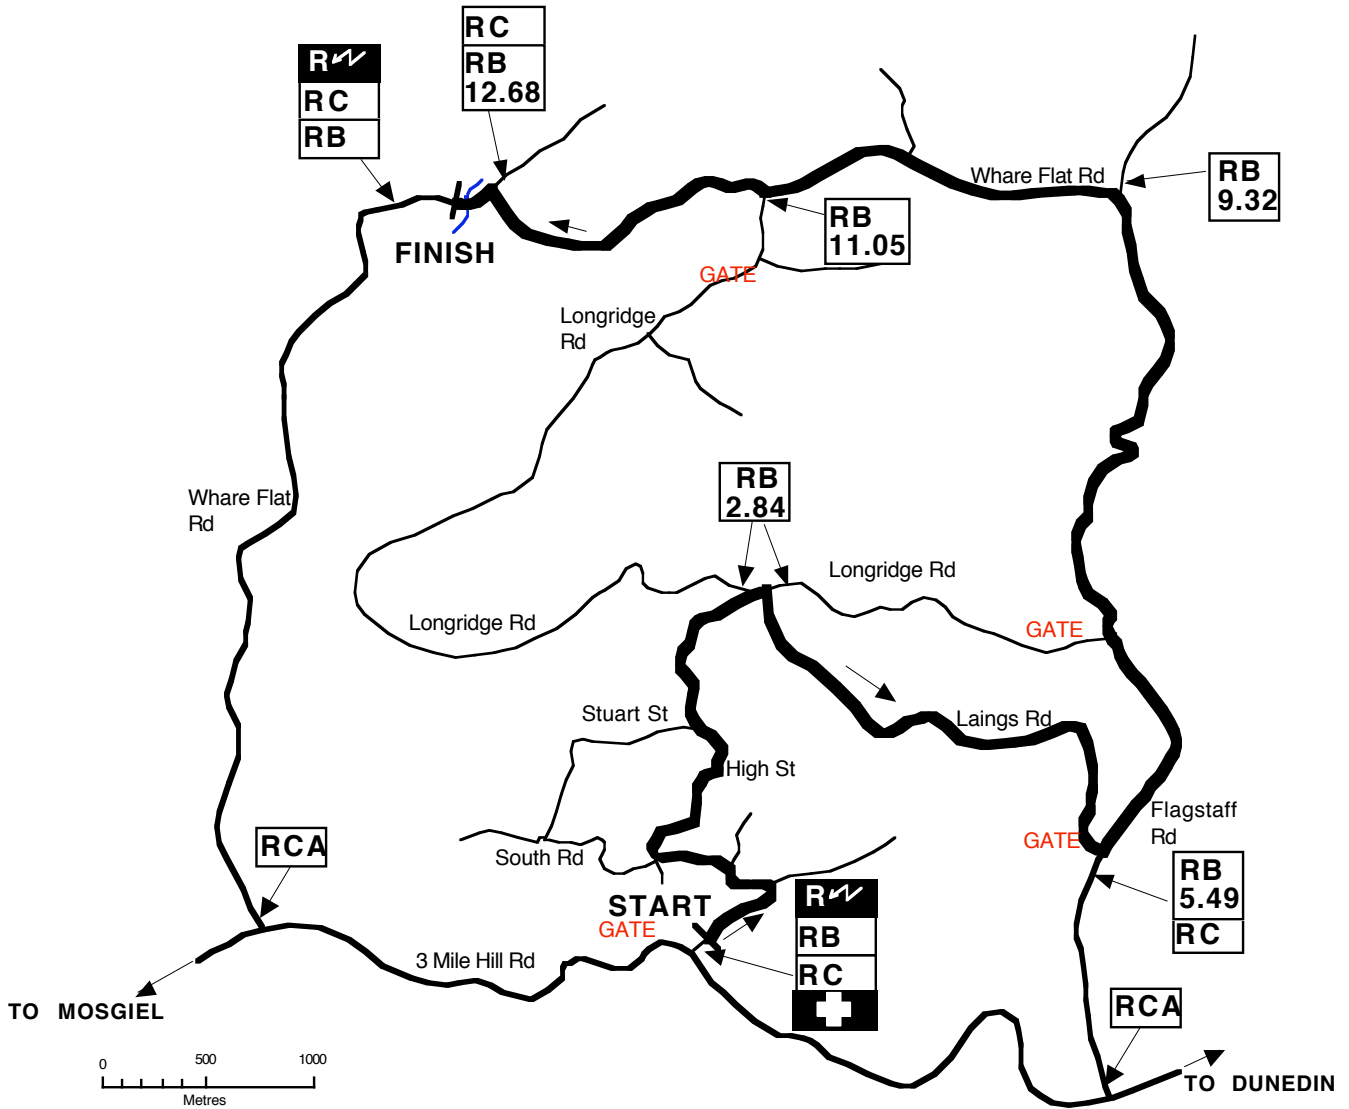 RC
RB
12.68
R
RC
RB
Whare Flat Rd
RB
9.32
RB
11.05
FINISH
GATE
Longridge
Rd
RB
2.84
Whare Flat
Rd
Longridge Rd
Longridge Rd
GATE
Stuart St
Laings Rd
High St
Flagstaff
Rd
GATE
RCA
South Rd
RB
5.49
RC
START
GATE
R
RB
RC
3 Mile Hill Rd
TO MOSGIEL
RCA
0 500 1000
Metres
TO DUNEDIN